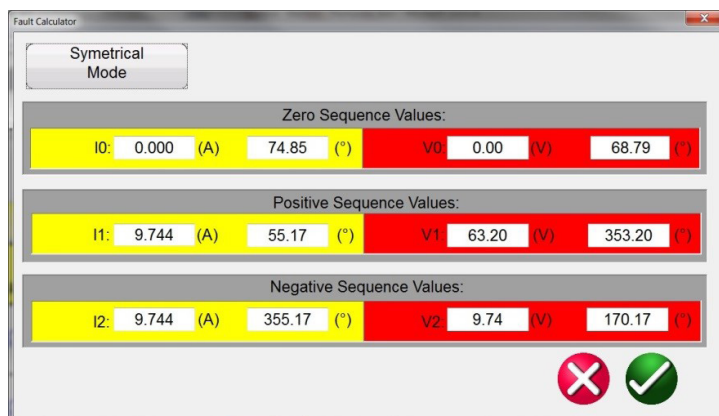 Fault Calculator
Symetrical
Mode
Zero Sequence Values:
I0: 0.000 (A) 74.85 (°) V0: 0.00 (V) 68.79 (°)
Positive Sequence Values:
I1: 9.744 (A) 55.17 (°) V1: 63.20 (V) 353.20 (°)
Negative Sequence Values:
I2: 9.744 (A) 355.17 (°) V2: 9.74 (V) 170.17 (°)